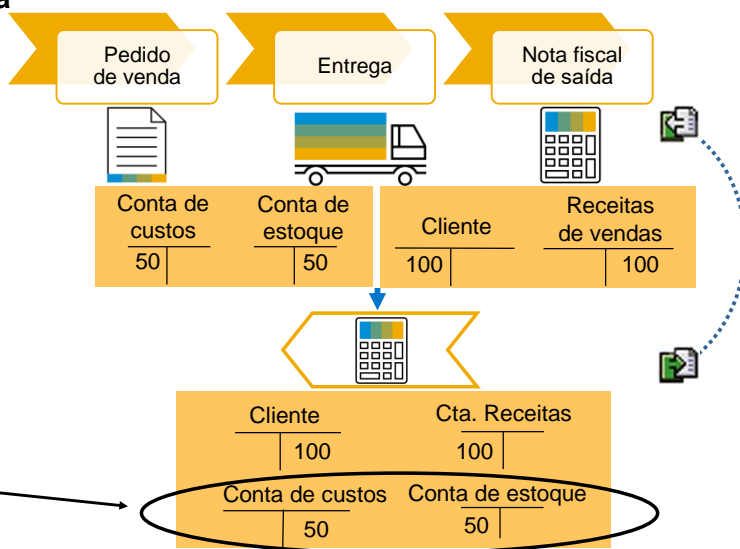 a
Pedido
de venda
Entrega
Nota fiscal
de saída
Conta de
custos
50
Conta de
estoque
50
Cliente
100
Receitas
de vendas
100
Cliente
100
Cta. Receitas
100
Conta de custos
50
Conta de estoque
50